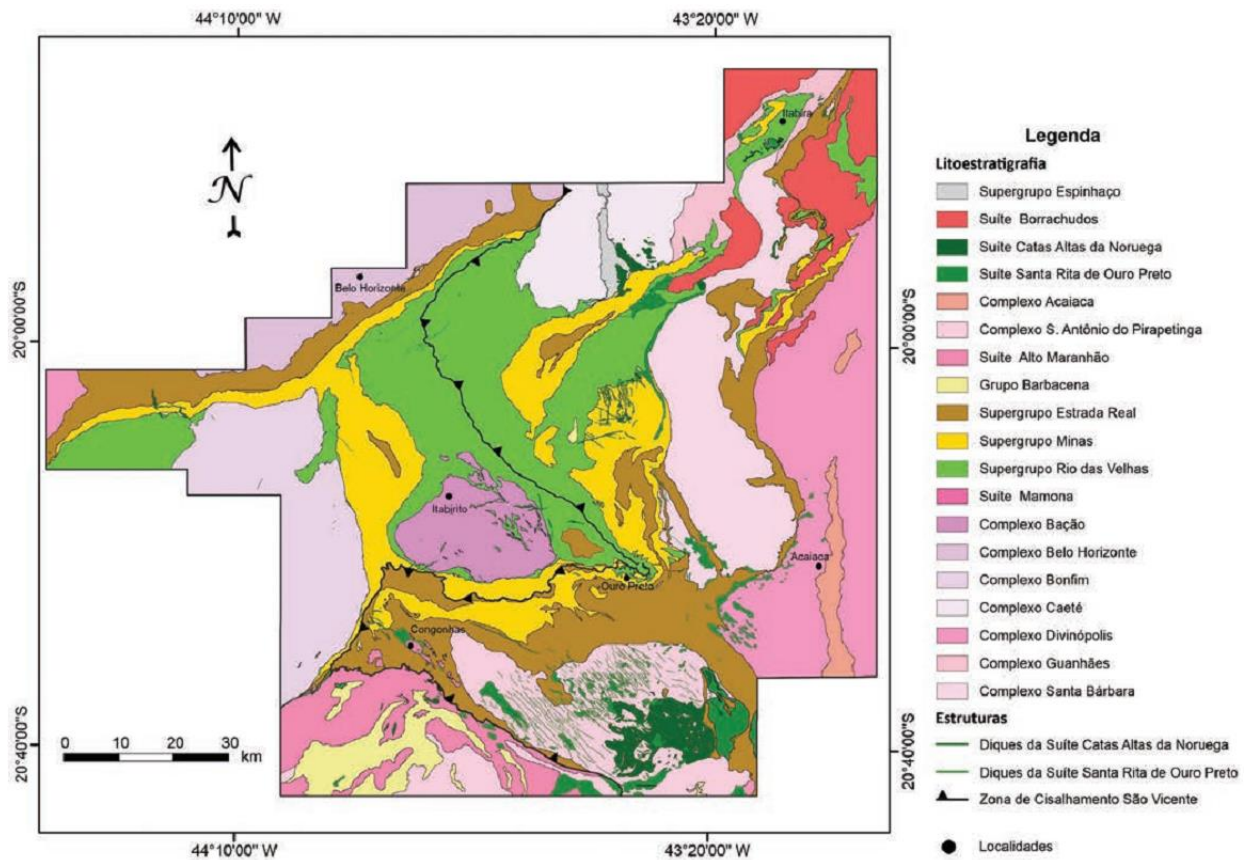 44°10'00" W
43°20'00" W
N
Itabira
Belo Horizonte
20°00'00"S
20°00'00"S
Itabirito
Acaiaca
Ouro Preto
Congonhas
0 10 20 30
km
20°40'00"S
20°40'00"S
44°10'00" W
43°20'00" W
Legenda
Litoestratigrafia
Supergrupo Espinhaço
Suíte Borrachudos
Suíte Catas Altas da Noruega
Suíte Santa Rita de Ouro Preto
Complexo Acaiaca
Complexo S. Antônio do Pirapetinga
Suíte Alto Maranhão
Grupo Barbacena
Supergrupo Estrada Real
Supergrupo Minas
Supergrupo Rio das Velhas
Suíte Mamona
Complexo Bação
Complexo Belo Horizonte
Complexo Bonfim
Complexo Caeté
Complexo Divinópolis
Complexo Guanhães
Complexo Santa Bárbara
Estruturas
Diques da Suíte Catas Altas da Noruega
Diques da Suíte Santa Rita de Ouro Preto
Zona de Cisalhamento São Vicente
Localidades